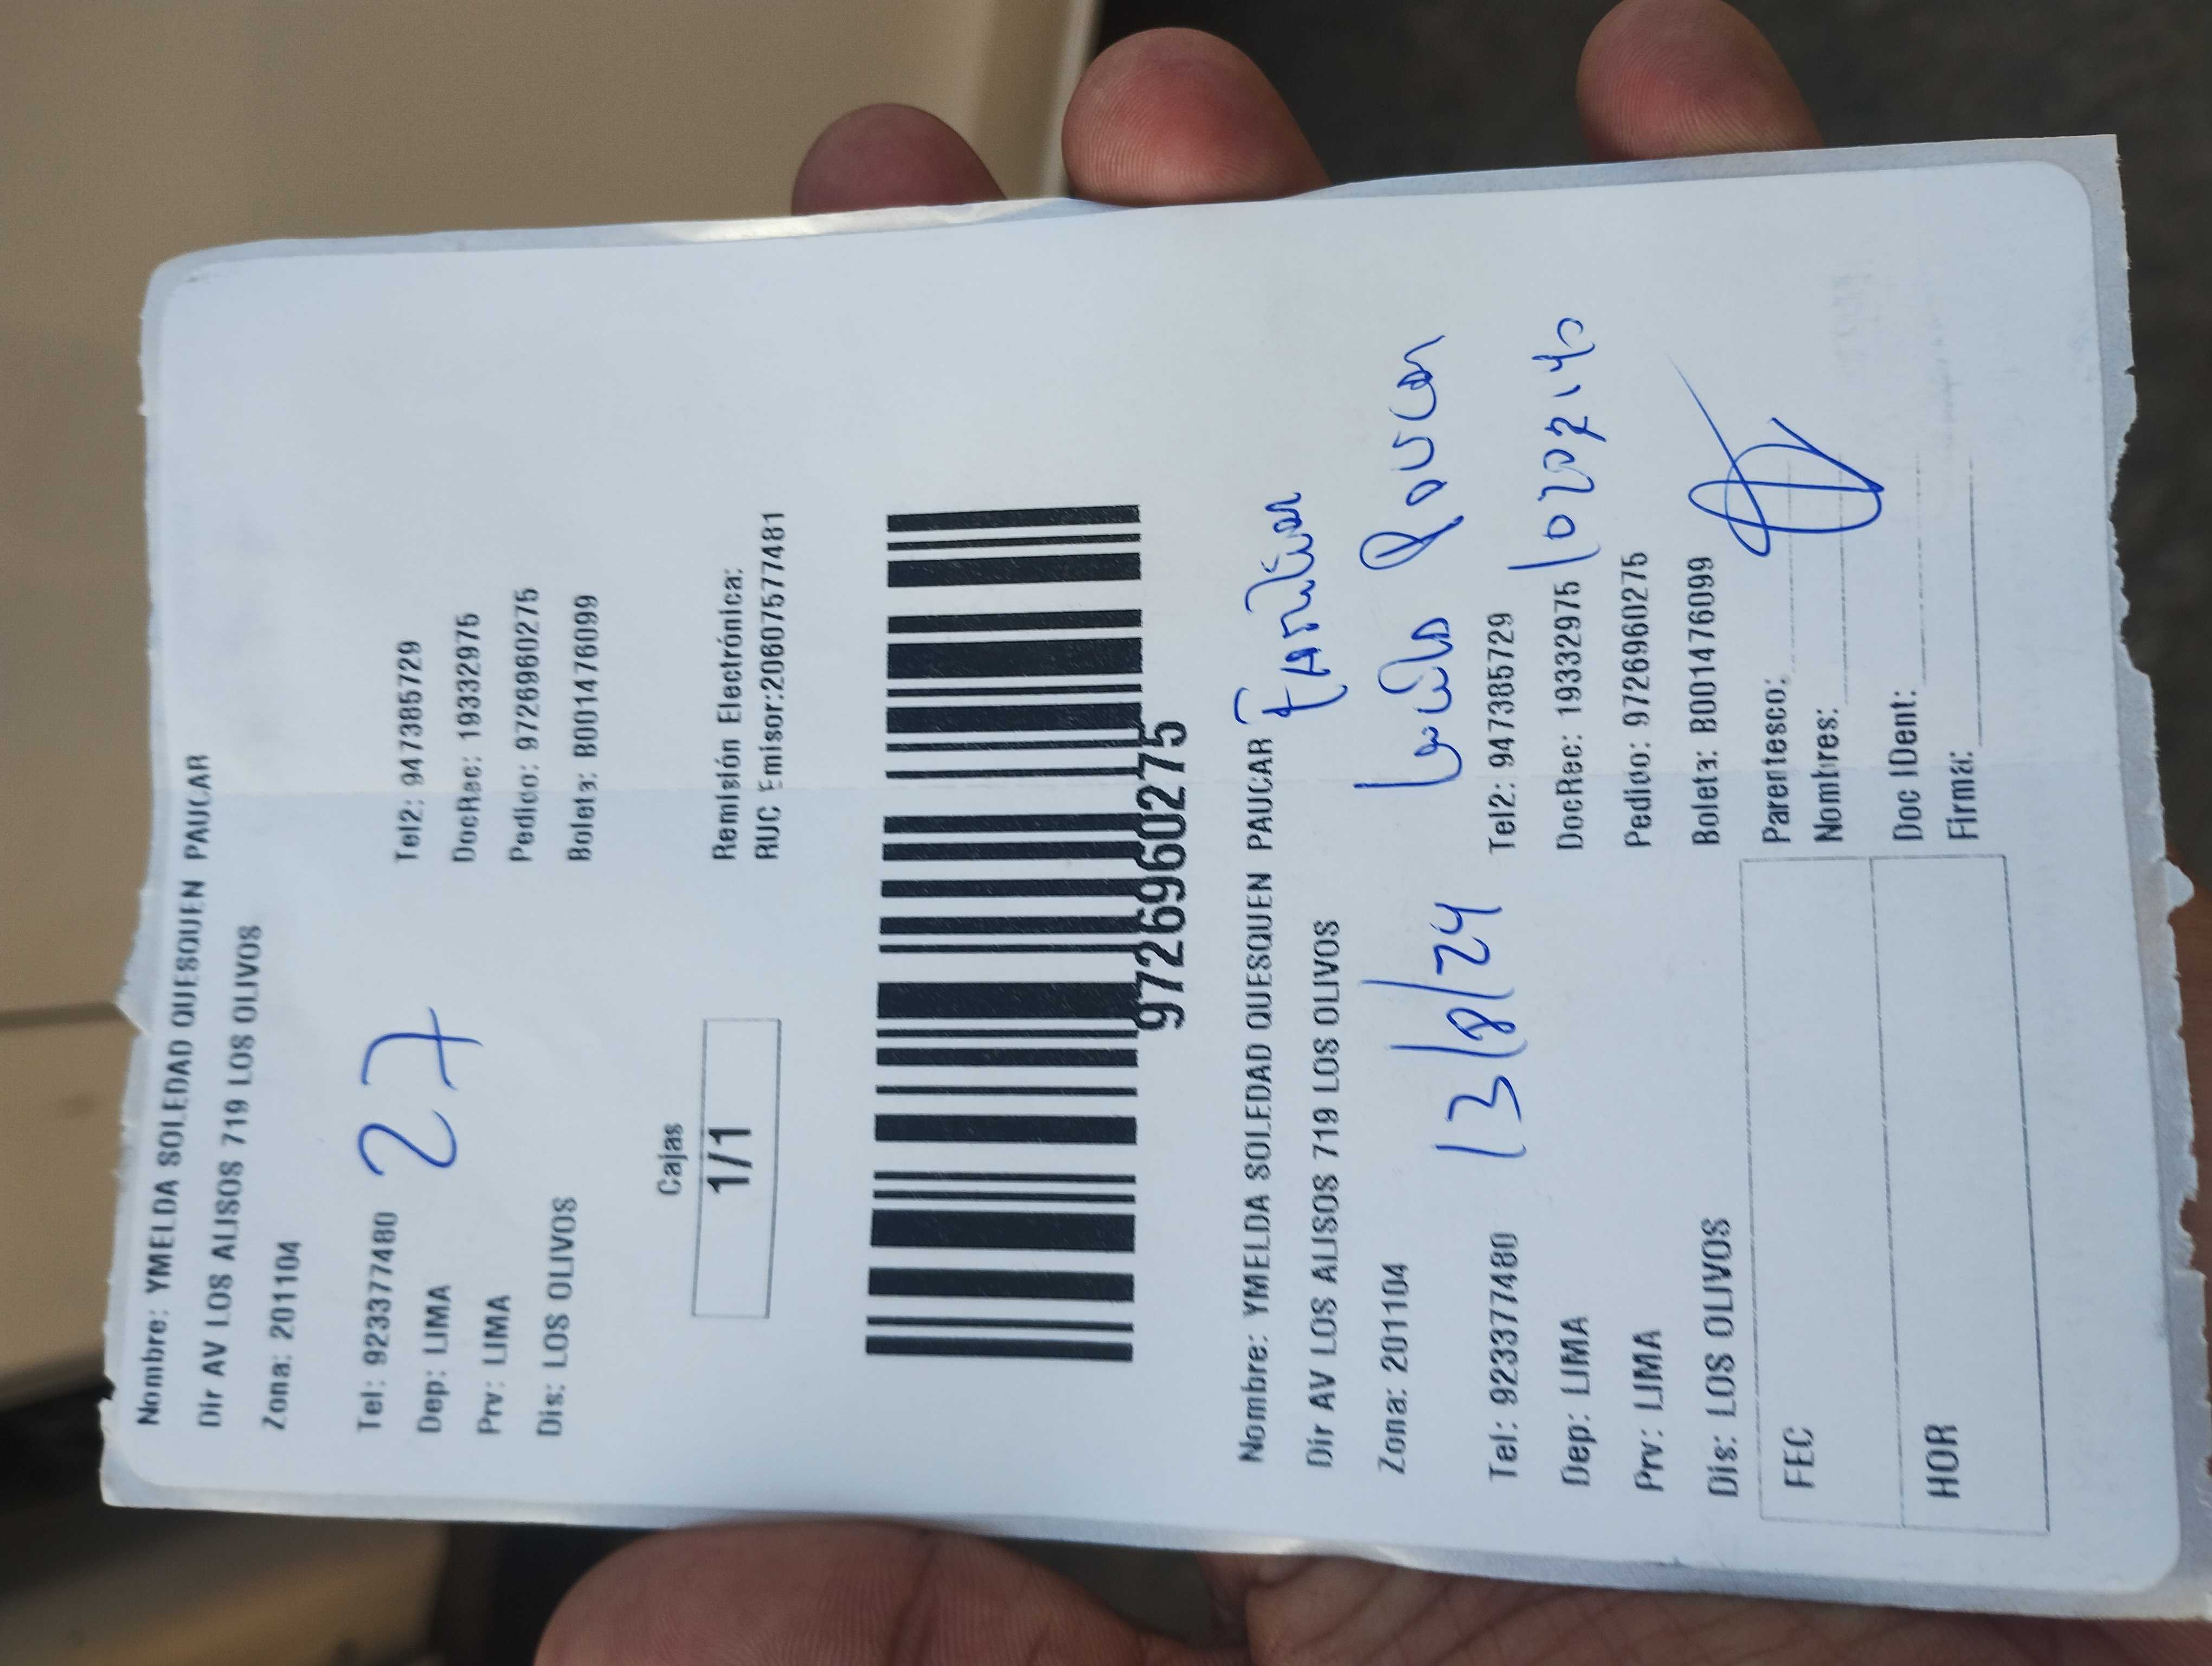 Nombre: YMELDA SOLEDAD QUESQUEN PAUCAR
Dir AV LOS ALISOS 719 LOS OLIVOS
Zona: 201104
27
Tel: 923377480 Tel2: 947385729
Dep: LIMA DocRec: 19332975
Prv: LIMA Pedido: 9726960275
Dis: LOS OLIVOS Boleta: B001476099
Cajas
1/1
Remisión Electrónica:
RUC Emisor:20607577481
9726960275
Nombre: YMELDA SOLEDAD QUESQUEN PAUCAR Familiar
Dir AV LOS ALISOS 719 LOS OLIVOS
Zona: 201104
13/8/24
Tel: 923377480 Tel2: 947385729
Dep: LIMA DocRec: 19332975
Prv: LIMA Pedido: 9726960275
Dis: LOS OLIVOS Boleta: B001476099
FEC
HOR
Parentesco:
Nombres:
Doc IDent:
Firma: